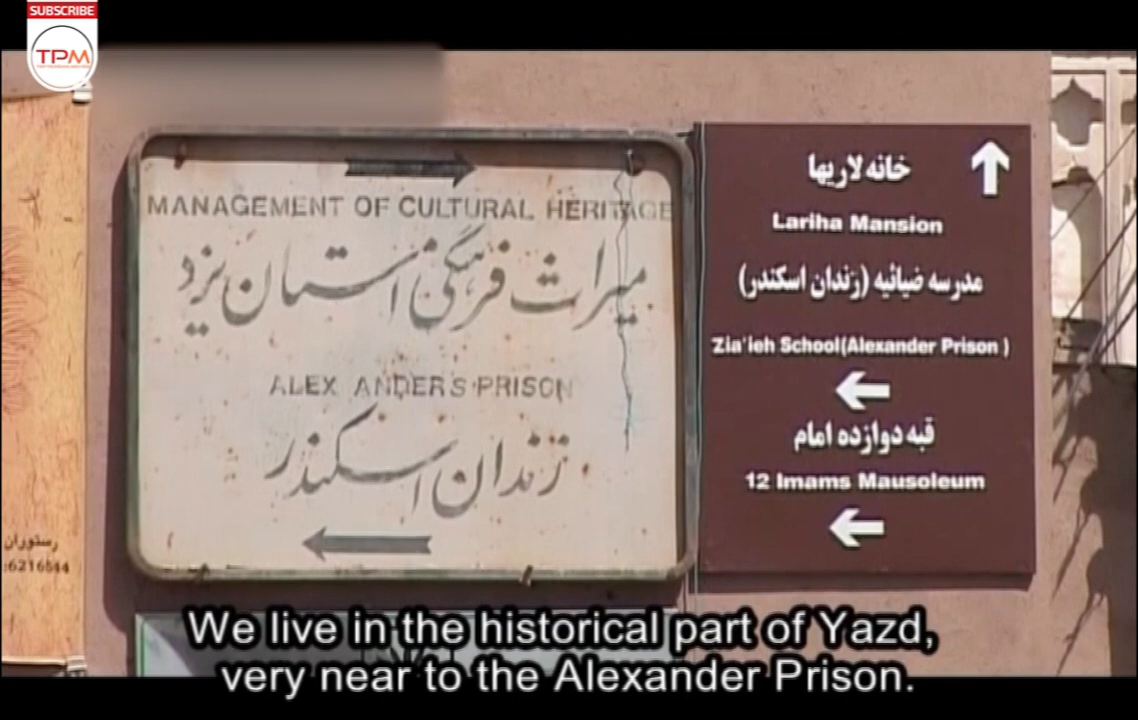 SUBSCRIBE
TPM
MANAGEMENT OF CULTURAL HERITAGE
میراث فرهنگی استان یزد
ALEX ANDER'S PRISON
زندان اسکندر
خانه لاریها
Lariha Mansion
مدرسه ضیائیه (زندان اسکندر)
Zia'ieh School(Alexander Prison )
قبه دوازده امام
12 Imams Mausoleum
رستوران
:6216544
We live in the historical part of Yazd,
very near to the Alexander Prison.